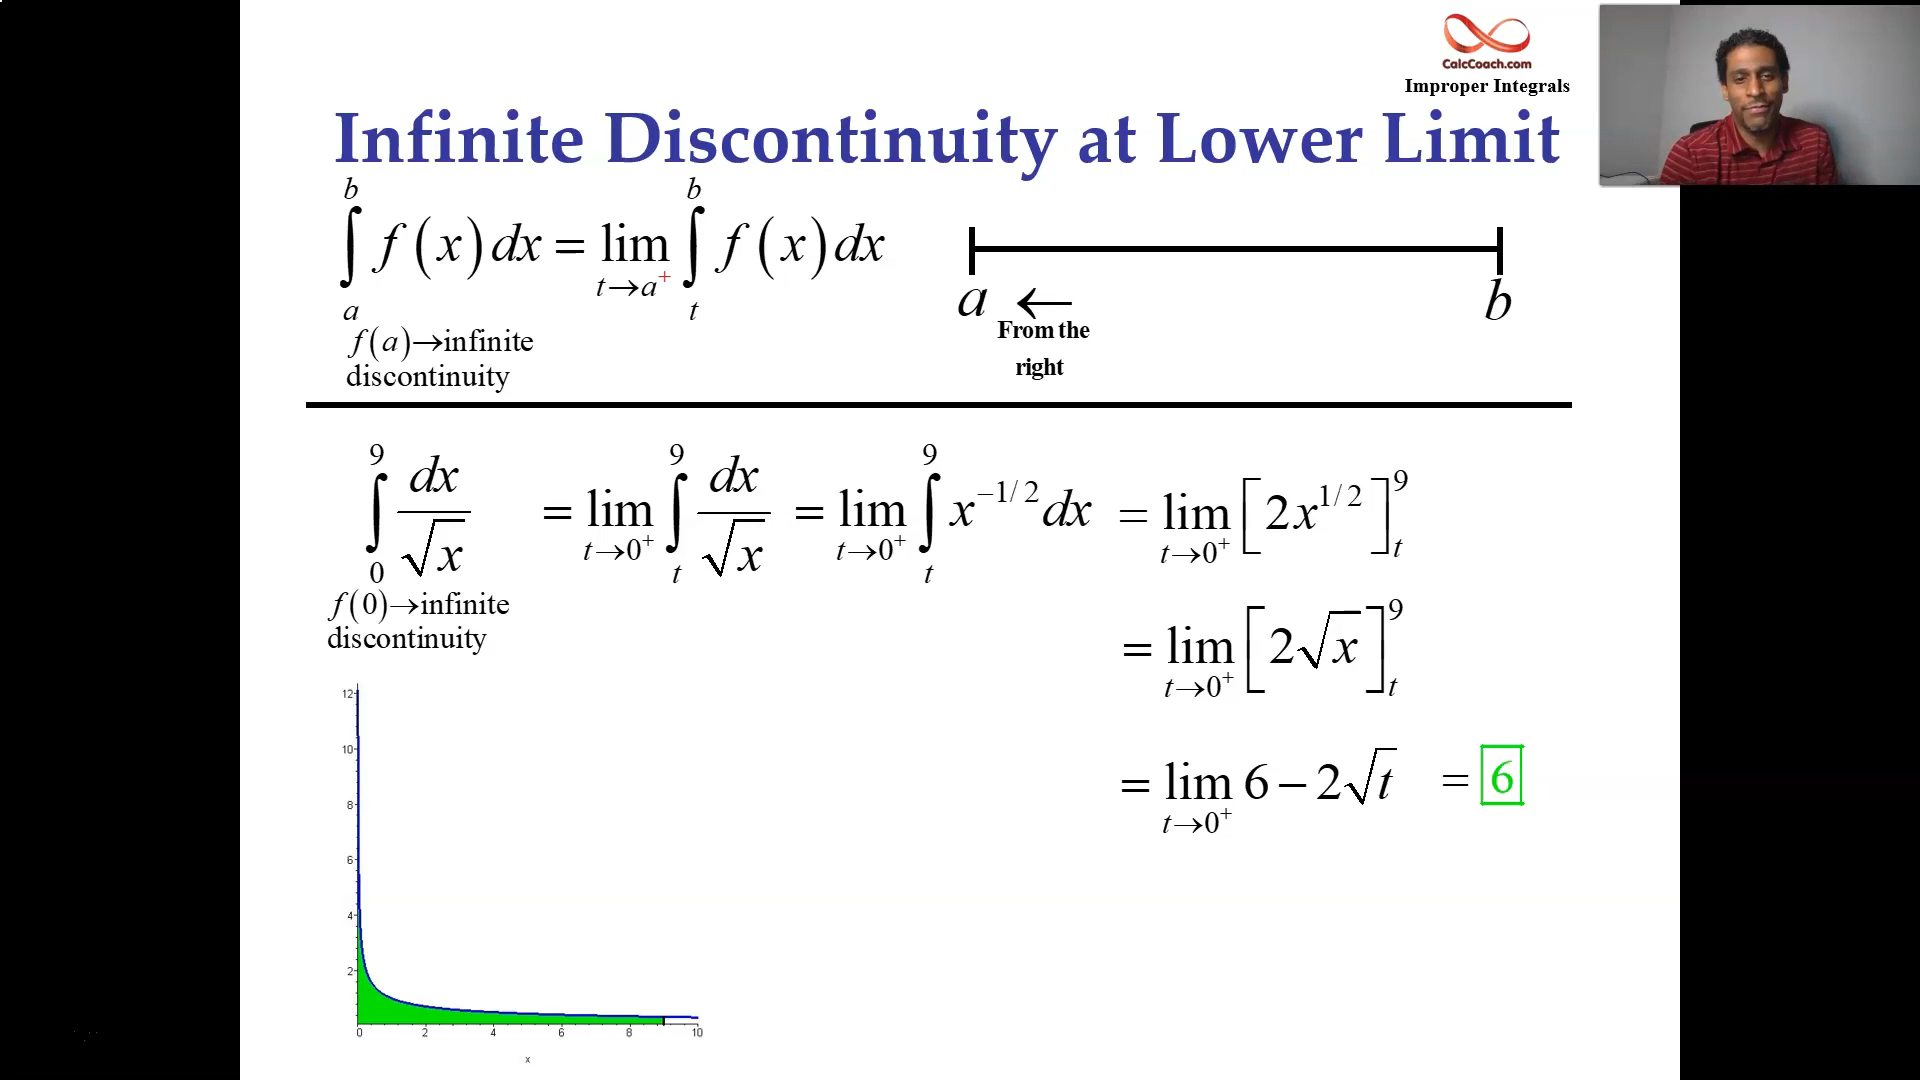 CalcCoach.com
Improper Integrals
Infinite Discontinuity at Lower Limit
∫_a^b f(x)dx = lim_{t→a⁺} ∫_t^b f(x)dx
f(a)→infinite
discontinuity
a ← b
From the
right
∫_0^9 dx/√x = lim_{t→0⁺} ∫_t^9 dx/√x = lim_{t→0⁺} ∫_t^9 x^{−1/2}dx = lim_{t→0⁺} [2x^{1/2}]_t^9
f(0)→infinite
discontinuity
= lim_{t→0⁺} [2√x]_t^9
= lim_{t→0⁺} 6−2√t = 6
12
10
8
6
4
2
0 2 4 6 8 10
x